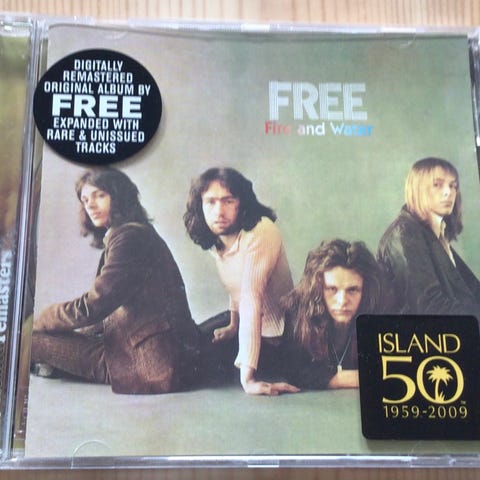 DIGITALLY
REMASTERED
ORIGINAL ALBUM BY
FREE
EXPANDED WITH
RARE & UNISSUED
TRACKS
FREE
Fire and Water
remasters
ISLAND
50
TM
1959-2009